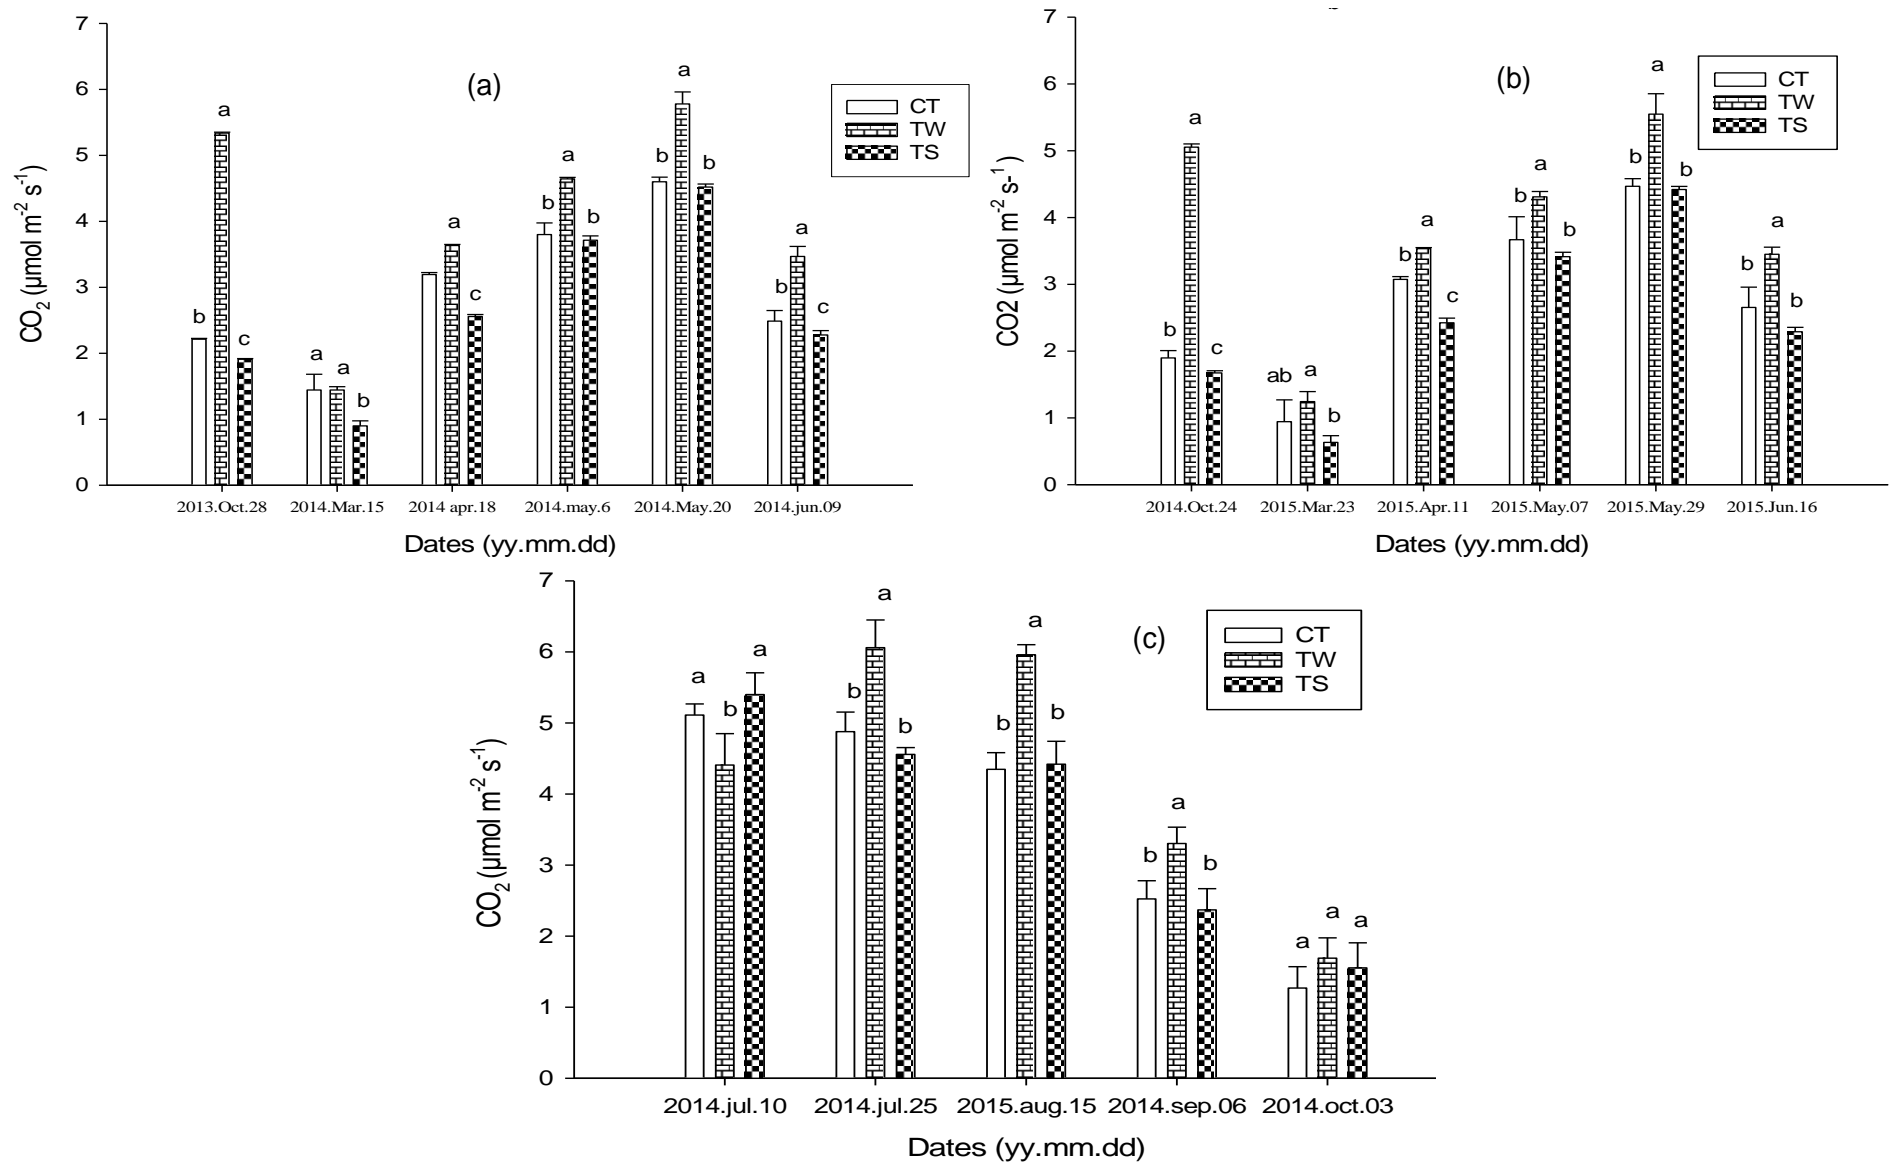 (a)
CT
TW
TS
CO2 (µmol m-2 s-1)
7
6
5
4
3
2
1
0
b a c
a a b
a c
b a b
b a b
b a c
2013.Oct.28 2014.Mar.15 2014 apr.18 2014.may.6 2014.May.20 2014.jun.09
Dates (yy.mm.dd)
(b)
CT
TW
TS
CO2 (µmol m-2 s-1)
7
6
5
4
3
2
1
0
b a c
ab a b
b a c
b a b
b a b
b a b
2014.Oct.24 2015.Mar.23 2015.Apr.11 2015.May.07 2015.May.29 2015.Jun.16
Dates (yy.mm.dd)
(c)
CT
TW
TS
CO2 (µmol m-2 s-1)
7
6
5
4
3
2
1
0
a b a
b a b
b a b
b a b
a a a
2014.jul.10 2014.jul.25 2015.aug.15 2014.sep.06 2014.oct.03
Dates (yy.mm.dd)